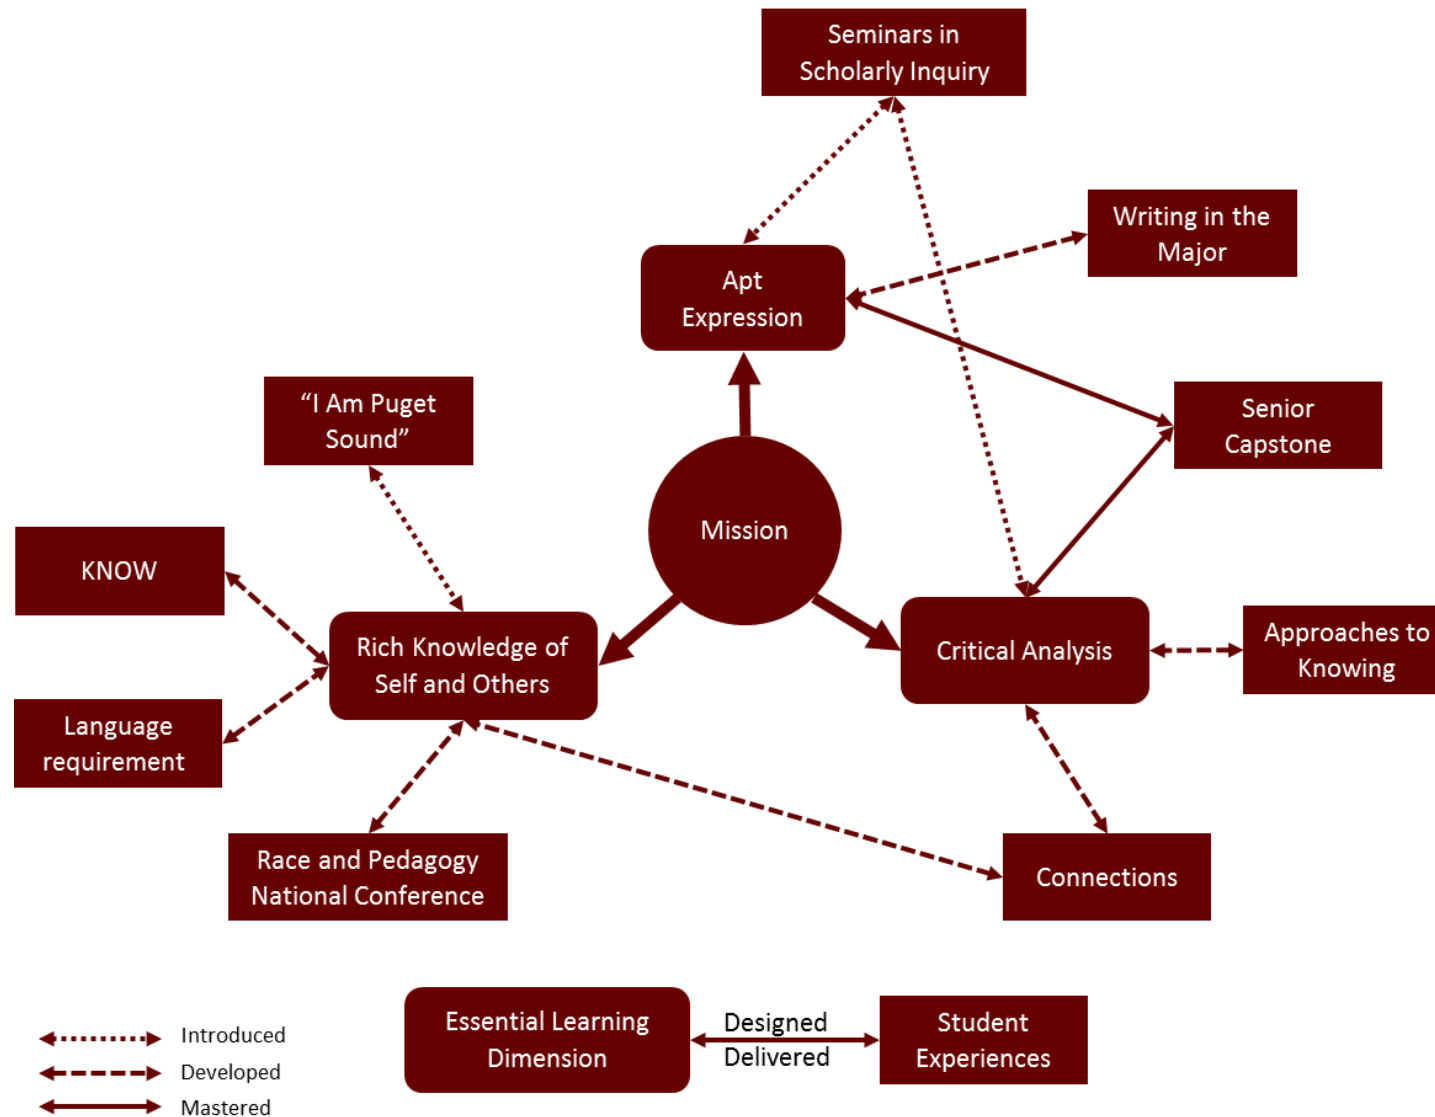 Seminars in
Scholarly Inquiry
Writing in the
Major
Apt
Expression
“I Am Puget
Sound”
Senior
Capstone
Mission
KNOW
Rich Knowledge of
Self and Others
Critical Analysis
Approaches to
Knowing
Language
requirement
Race and Pedagogy
National Conference
Connections
Introduced
Developed
Mastered
Essential Learning
Dimension
Designed
Delivered
Student
Experiences